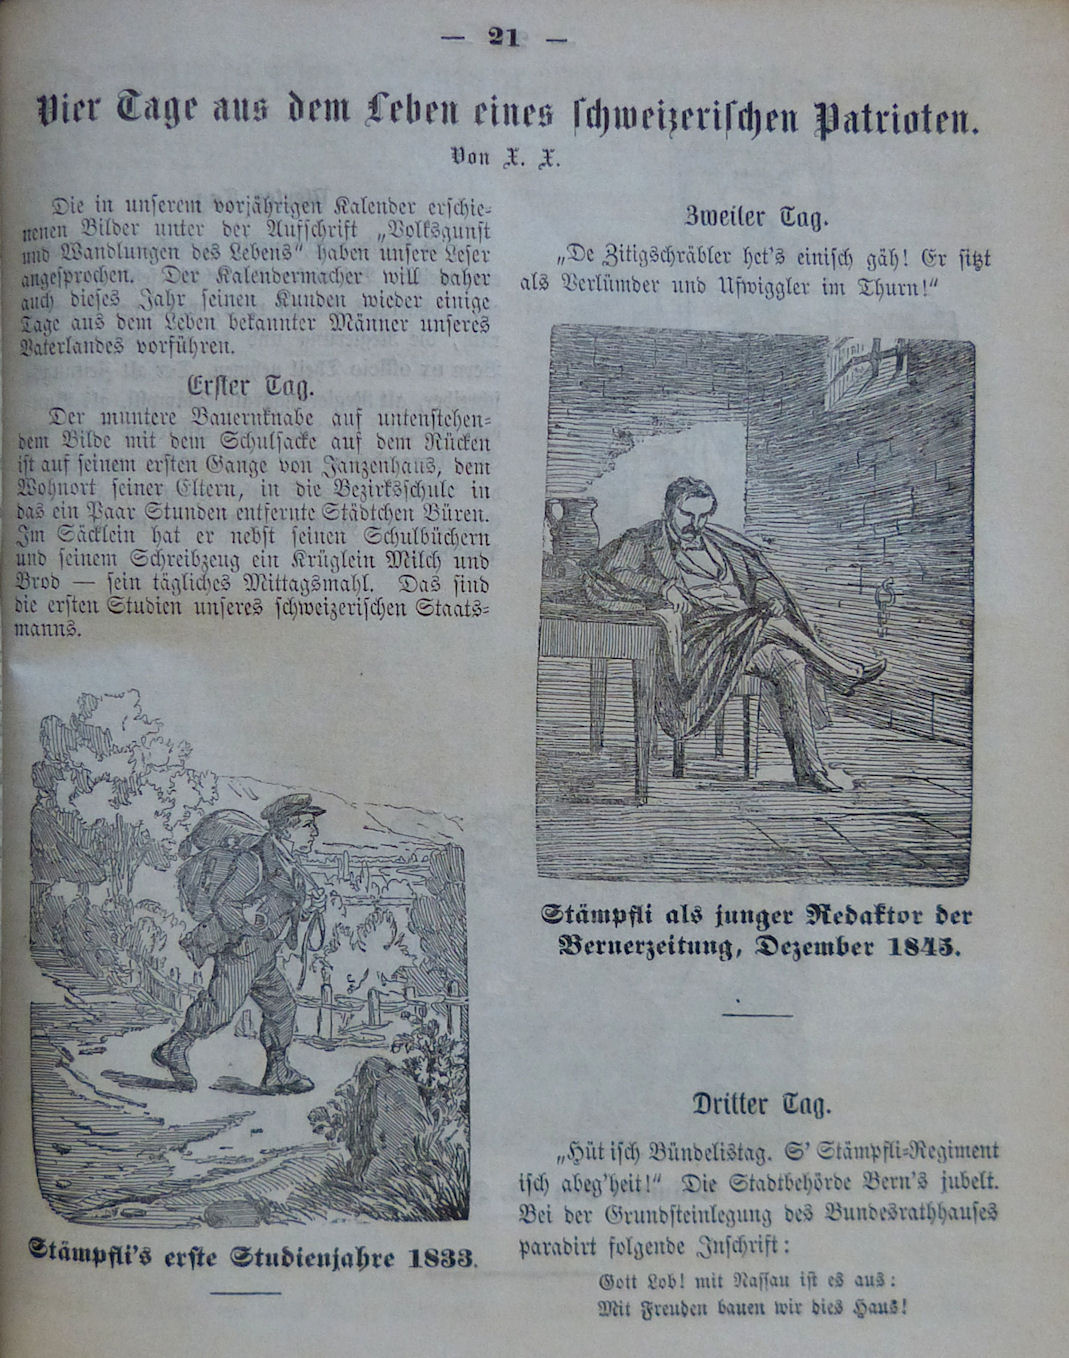 — 21 —
Vier Tage aus dem Leben eines schweizerischen Patrioten.
Von X. X.
Die in unserem vorjährigen Kalender erschie-
nenen Bilder unter der Aufschrift „Volksgunst
und Wandlungen des Lebens“ haben unsere Leser
angesprochen. Der Kalendermacher will daher
auch dieses Jahr seinen Kunden wieder einige
Tage aus dem Leben bekannter Männer unseres
Vaterlandes vorführen.
Erster Tag.
Der muntere Bauernknabe auf untenstehen-
dem Bilde mit dem Schulsacke auf dem Rücken
ist auf seinem ersten Gange von Janzenhaus, dem
Wohnort seiner Eltern, in die Bezirksschule in
das ein Paar Stunden entfernte Städtchen Büren.
Im Säcklein hat er nebst seinen Schulbüchern
und seinem Schreibzeug ein Krüglein Milch und
Brod — sein tägliches Mittagsmahl. Das sind
die ersten Studien unseres schweizerischen Staats-
manns.
Stämpfli's erste Studienjahre 1833.
Zweiter Tag.
„De Zitigschräbler het's einisch gäh! Er sitzt
als Verlümder und Ufwiggler im Thurn!“
Stämpfli als junger Redaktor der
Bernerzeitung, Dezember 1845.
Dritter Tag.
„Hüt isch Bündelistag. S' Stämpfli-Regiment
isch abeg'heit!“ Die Stadtbehörde Bern's jubelt.
Bei der Grundsteinlegung des Bundesrathhauses
paradirt folgende Inschrift:
Gott Lob! mit Nassau ist es aus:
Mit Freuden bauen wir dies Haus!